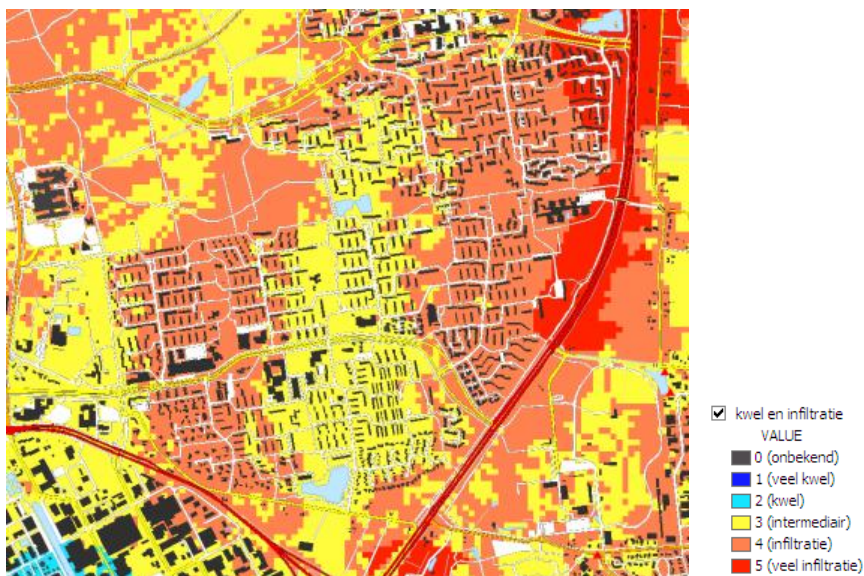 kwel en infiltratie
VALUE
0 (onbekend)
1 (veel kwel)
2 (kwel)
3 (intermediair)
4 (infiltratie)
5 (veel infiltratie)